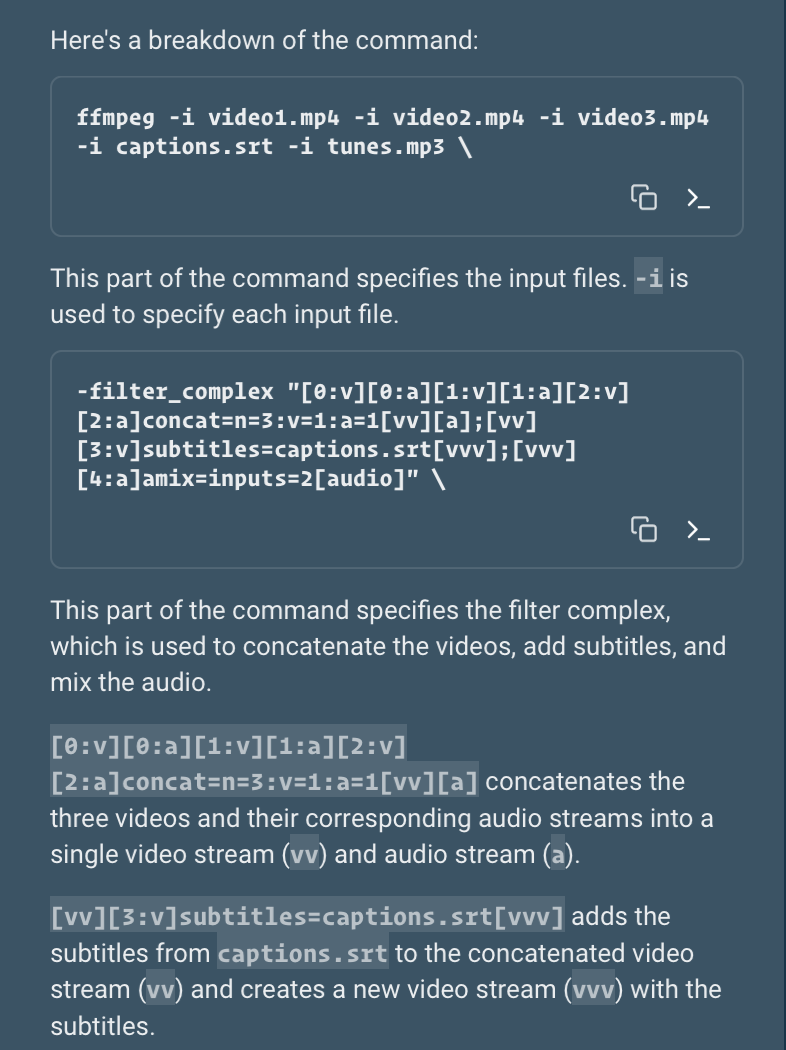 Here's a breakdown of the command:
ffmpeg -i video1.mp4 -i video2.mp4 -i video3.mp4
-i captions.srt -i tunes.mp3 \
This part of the command specifies the input files. -i is
used to specify each input file.
-filter_complex "[0:v][0:a][1:v][1:a][2:v]
[2:a]concat=n=3:v=1:a=1[vv][a];[vv]
[3:v]subtitles=captions.srt[vvv];[vvv]
[4:a]amix=inputs=2[audio]" \
This part of the command specifies the filter complex,
which is used to concatenate the videos, add subtitles, and
mix the audio.
[0:v][0:a][1:v][1:a][2:v]
[2:a]concat=n=3:v=1:a=1[vv][a] concatenates the
three videos and their corresponding audio streams into a
single video stream (vv) and audio stream (a).
[vv][3:v]subtitles=captions.srt[vvv] adds the
subtitles from captions.srt to the concatenated video
stream (vv) and creates a new video stream (vvv) with the
subtitles.